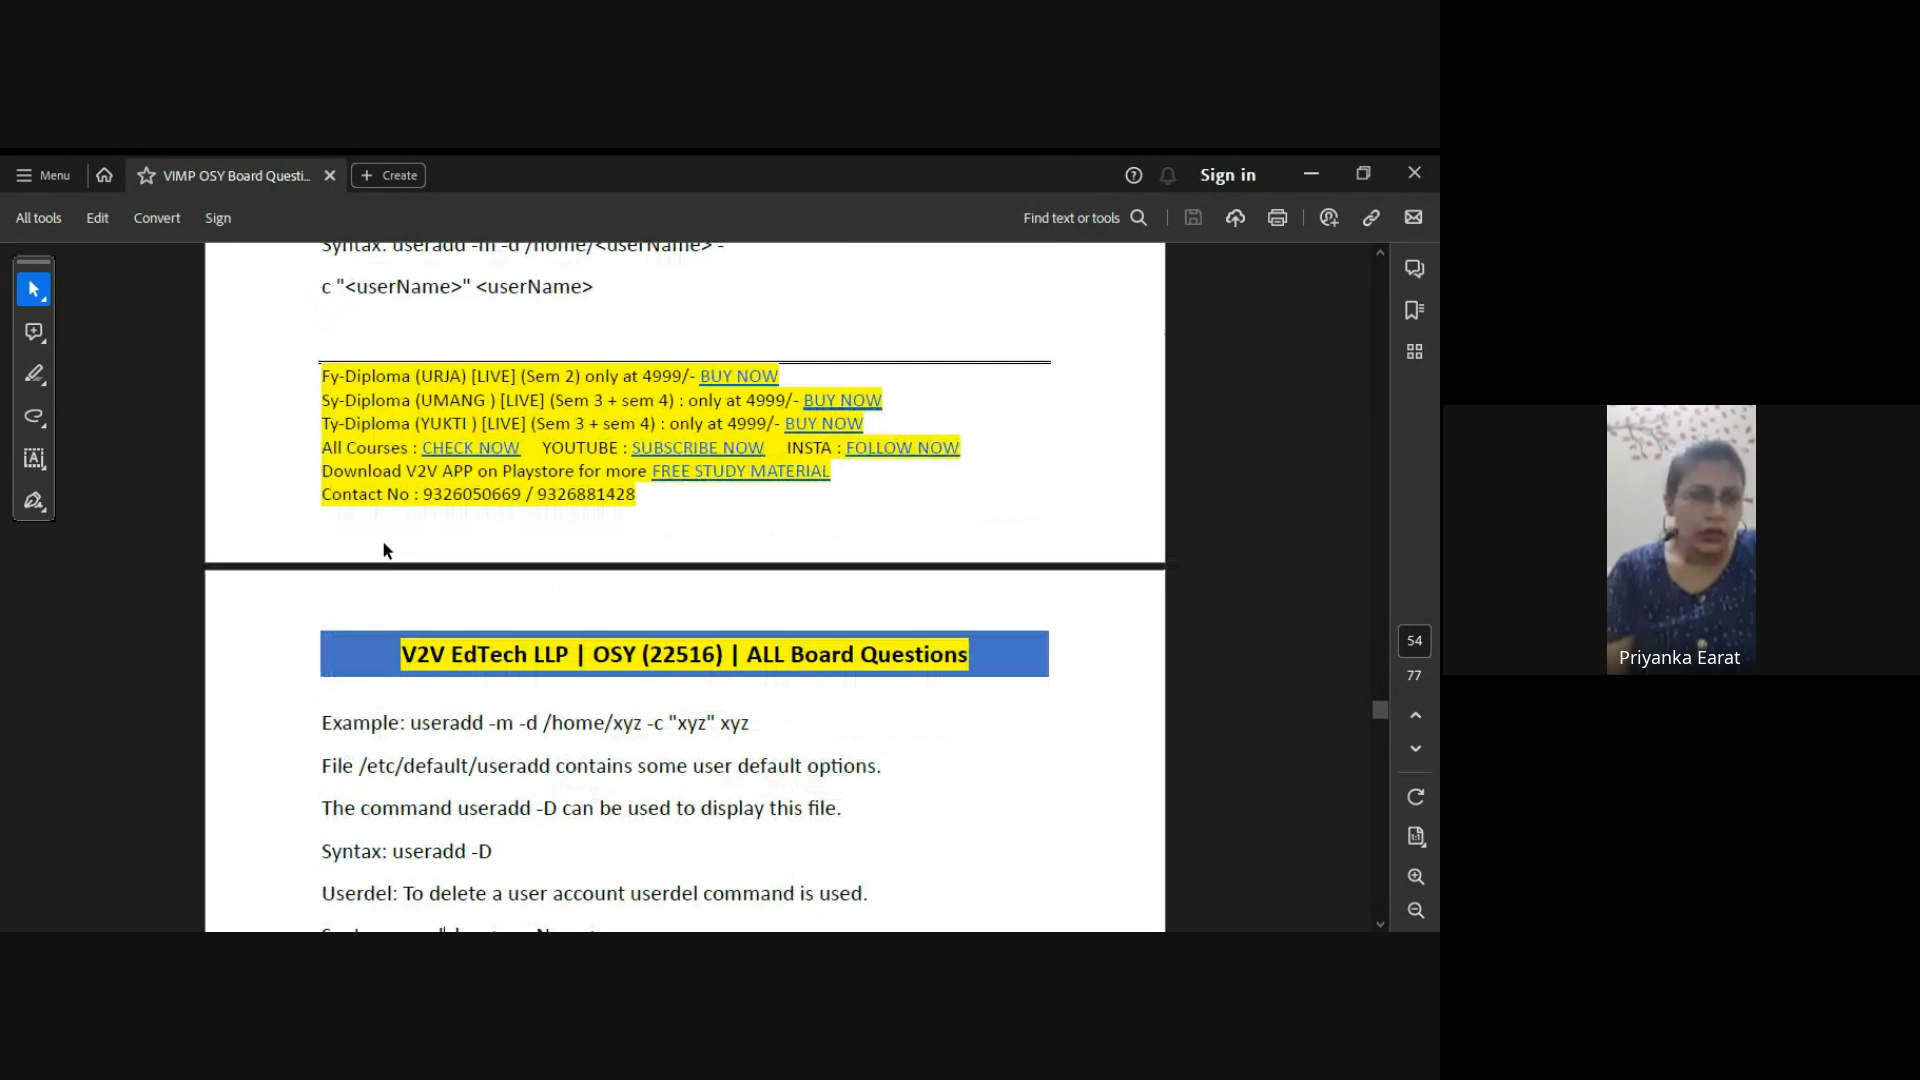 Menu
VIMP OSY Board Questi...
Create
Sign in
All tools
Edit
Convert
Sign
Find text or tools
Syntax: useradd -m -d /home/<userName> -
c "<userName>" <userName>
Fy-Diploma (URJA) [LIVE] (Sem 2) only at 4999/- BUY NOW
Sy-Diploma (UMANG ) [LIVE] (Sem 3 + sem 4) : only at 4999/- BUY NOW
Ty-Diploma (YUKTI ) [LIVE] (Sem 3 + sem 4) : only at 4999/- BUY NOW
All Courses : CHECK NOW YOUTUBE : SUBSCRIBE NOW INSTA : FOLLOW NOW
Download V2V APP on Playstore for more FREE STUDY MATERIAL
Contact No : 9326050669 / 9326881428
V2V EdTech LLP | OSY (22516) | ALL Board Questions
Example: useradd -m -d /home/xyz -c "xyz" xyz
File /etc/default/useradd contains some user default options.
The command useradd -D can be used to display this file.
Syntax: useradd -D
Userdel: To delete a user account userdel command is used.
54
77
Priyanka Earat